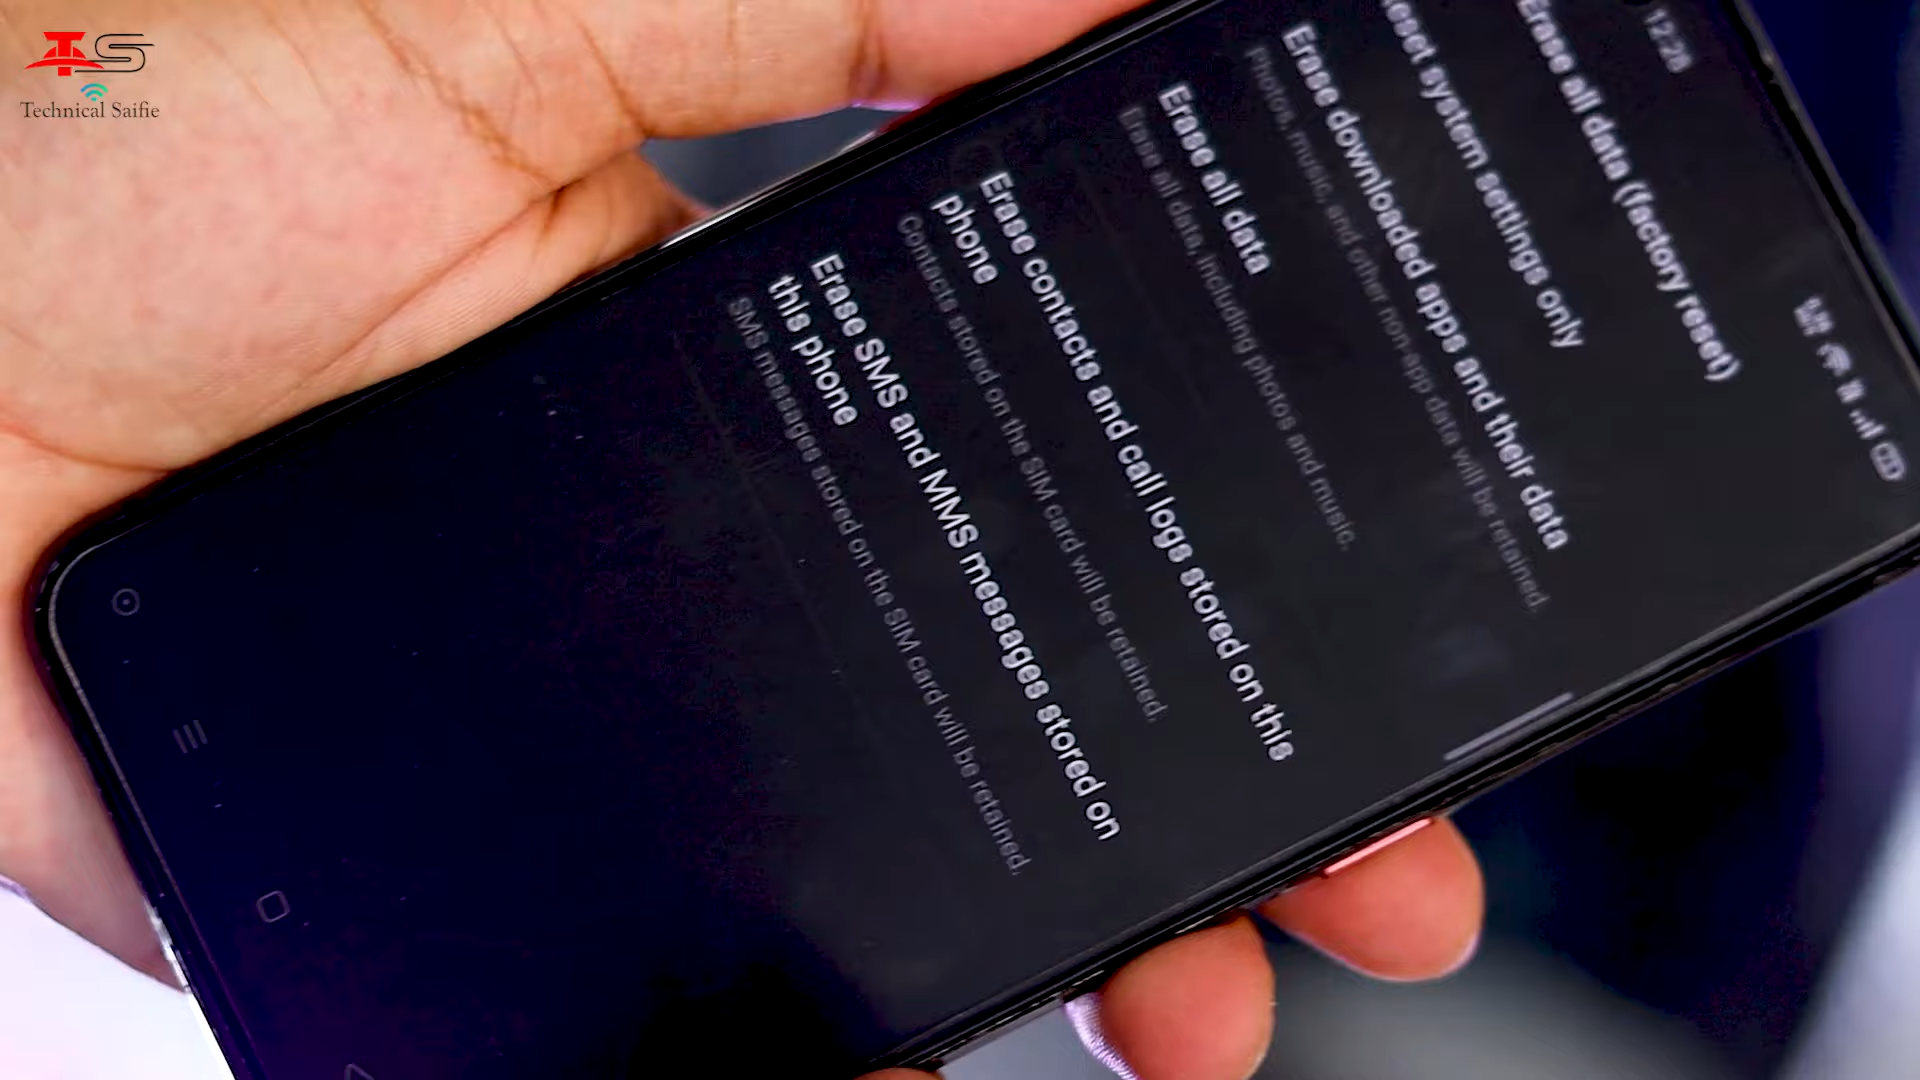 TS
Technical Saifie
12:28
Erase all data (factory reset)
eset system settings only
Erase downloaded apps and their data
Photos, music, and other non-app data will be retained.
Erase all data
Erase all data, including photos and music.
Erase contacts and call logs stored on this
phone
Contacts stored on the SIM card will be retained.
Erase SMS and MMS messages stored on
this phone
SMS messages stored on the SIM card will be retained.